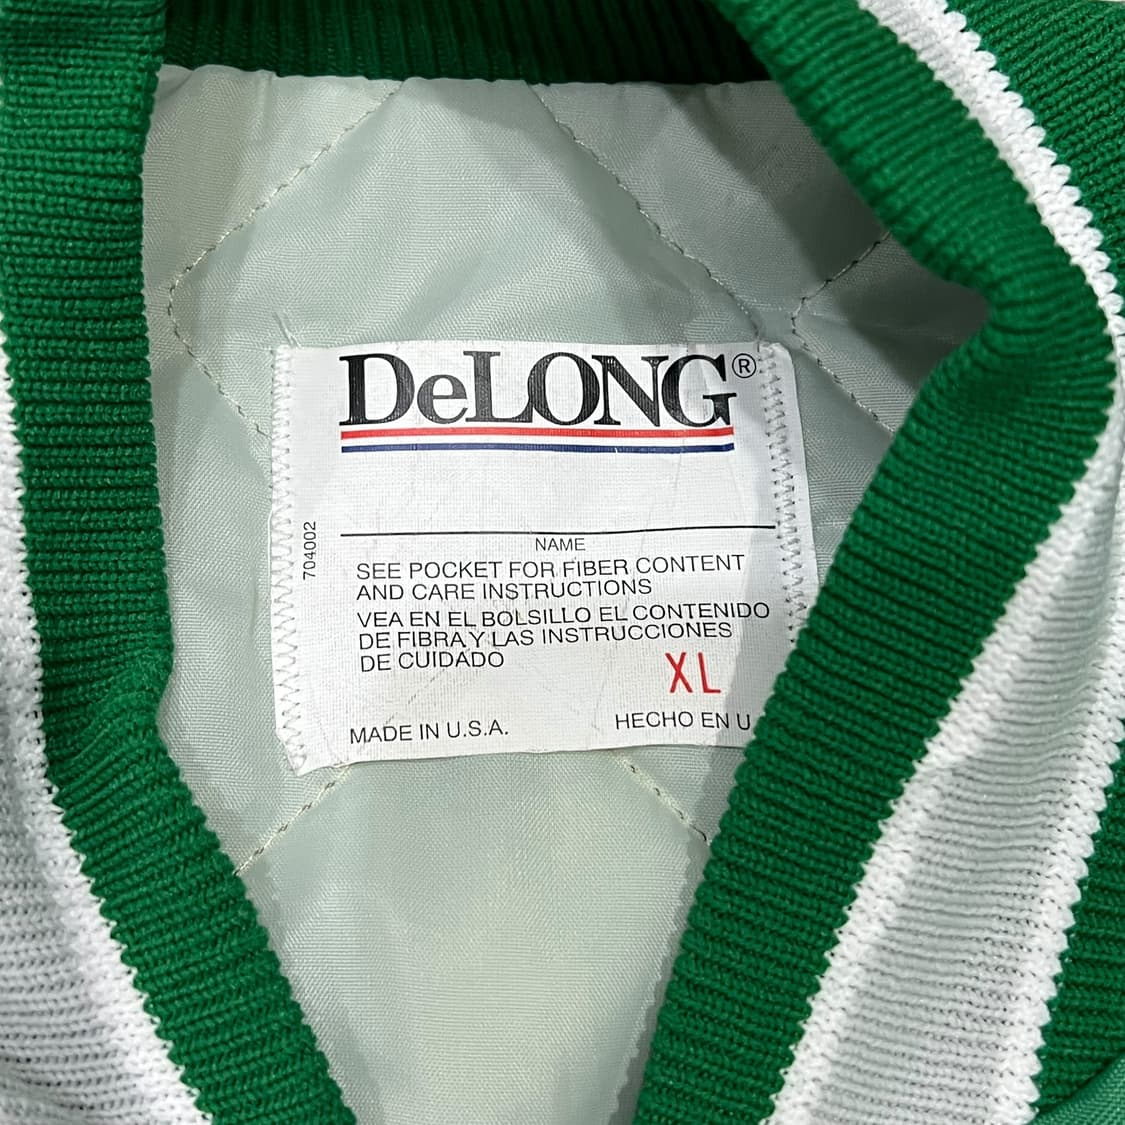 DeLONG®
704002
NAME
SEE POCKET FOR FIBER CONTENT
AND CARE INSTRUCTIONS
VEA EN EL BOLSILLO EL CONTENIDO
DE FIBRA Y LAS INSTRUCCIONES
DE CUIDADO
XL
MADE IN U.S.A.
HECHO EN U